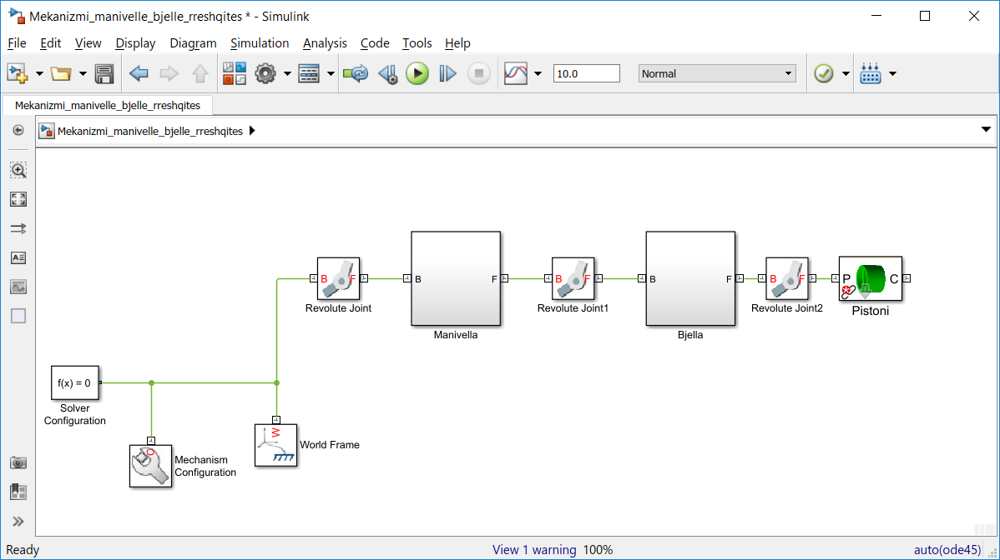 Mekanizmi_manivelle_bjelle_rreshqites * - Simulink
File Edit View Display Diagram Simulation Analysis Code Tools Help
10.0 Normal
Mekanizmi_manivelle_bjelle_rreshqites
Mekanizmi_manivelle_bjelle_rreshqites
B F
Revolute Joint
B F
Manivella
B F
Revolute Joint1
B F
Bjella
B F
Revolute Joint2
P C
Pistoni
f(x) = 0
Solver
Configuration
Mechanism
Configuration
W
World Frame
Ready View 1 warning 100% auto(ode45)